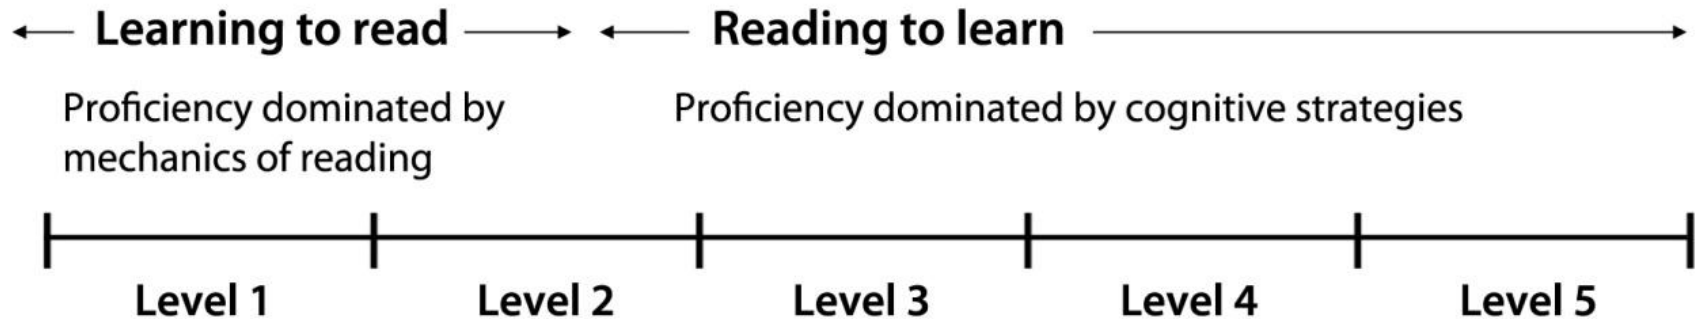 Learning to read
Reading to learn
Proficiency dominated by
mechanics of reading
Proficiency dominated by cognitive strategies
Level 1
Level 2
Level 3
Level 4
Level 5